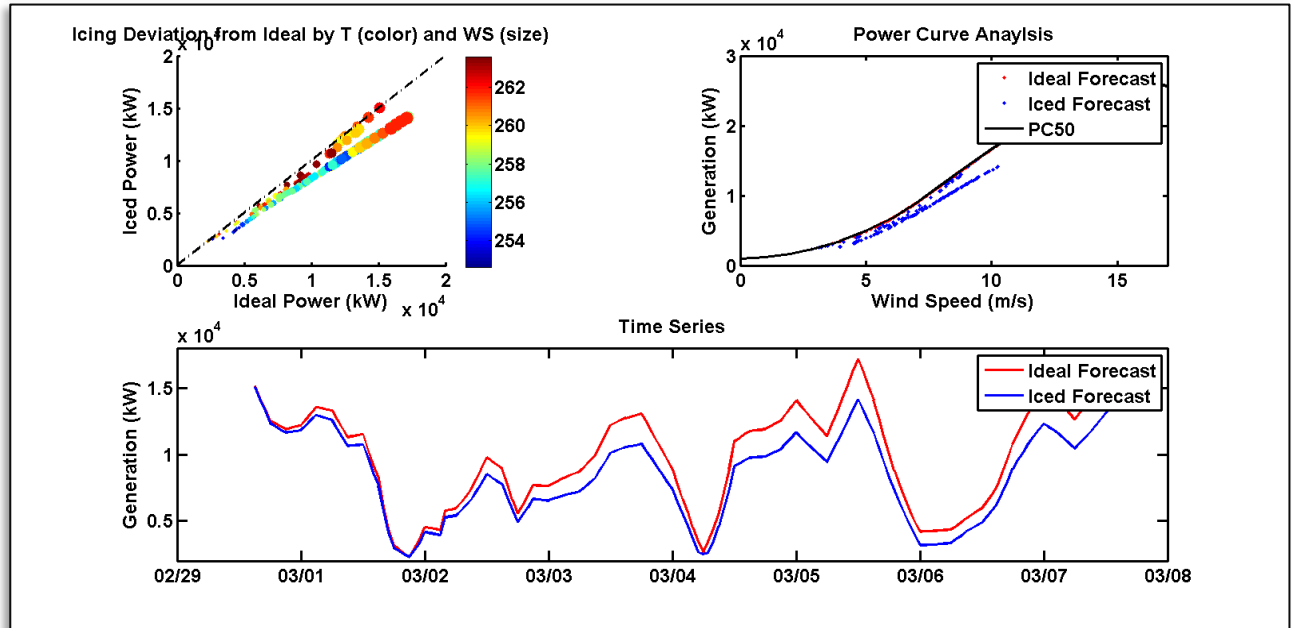 Icing Deviation from Ideal by T (color) and WS (size)
x 10
2
1.5
1
0.5
0
Iced Power (kW)
0
0.5
1
1.5
2
Ideal Power (kW)
x 10^4
262
260
258
256
254
Power Curve Anaylsis
x 10^4
3
2
1
0
Generation (kW)
0
5
10
15
Wind Speed (m/s)
Ideal Forecast
Iced Forecast
PC50
Time Series
x 10^4
1.5
1
0.5
Generation (kW)
Ideal Forecast
Iced Forecast
02/29
03/01
03/02
03/03
03/04
03/05
03/06
03/07
03/08